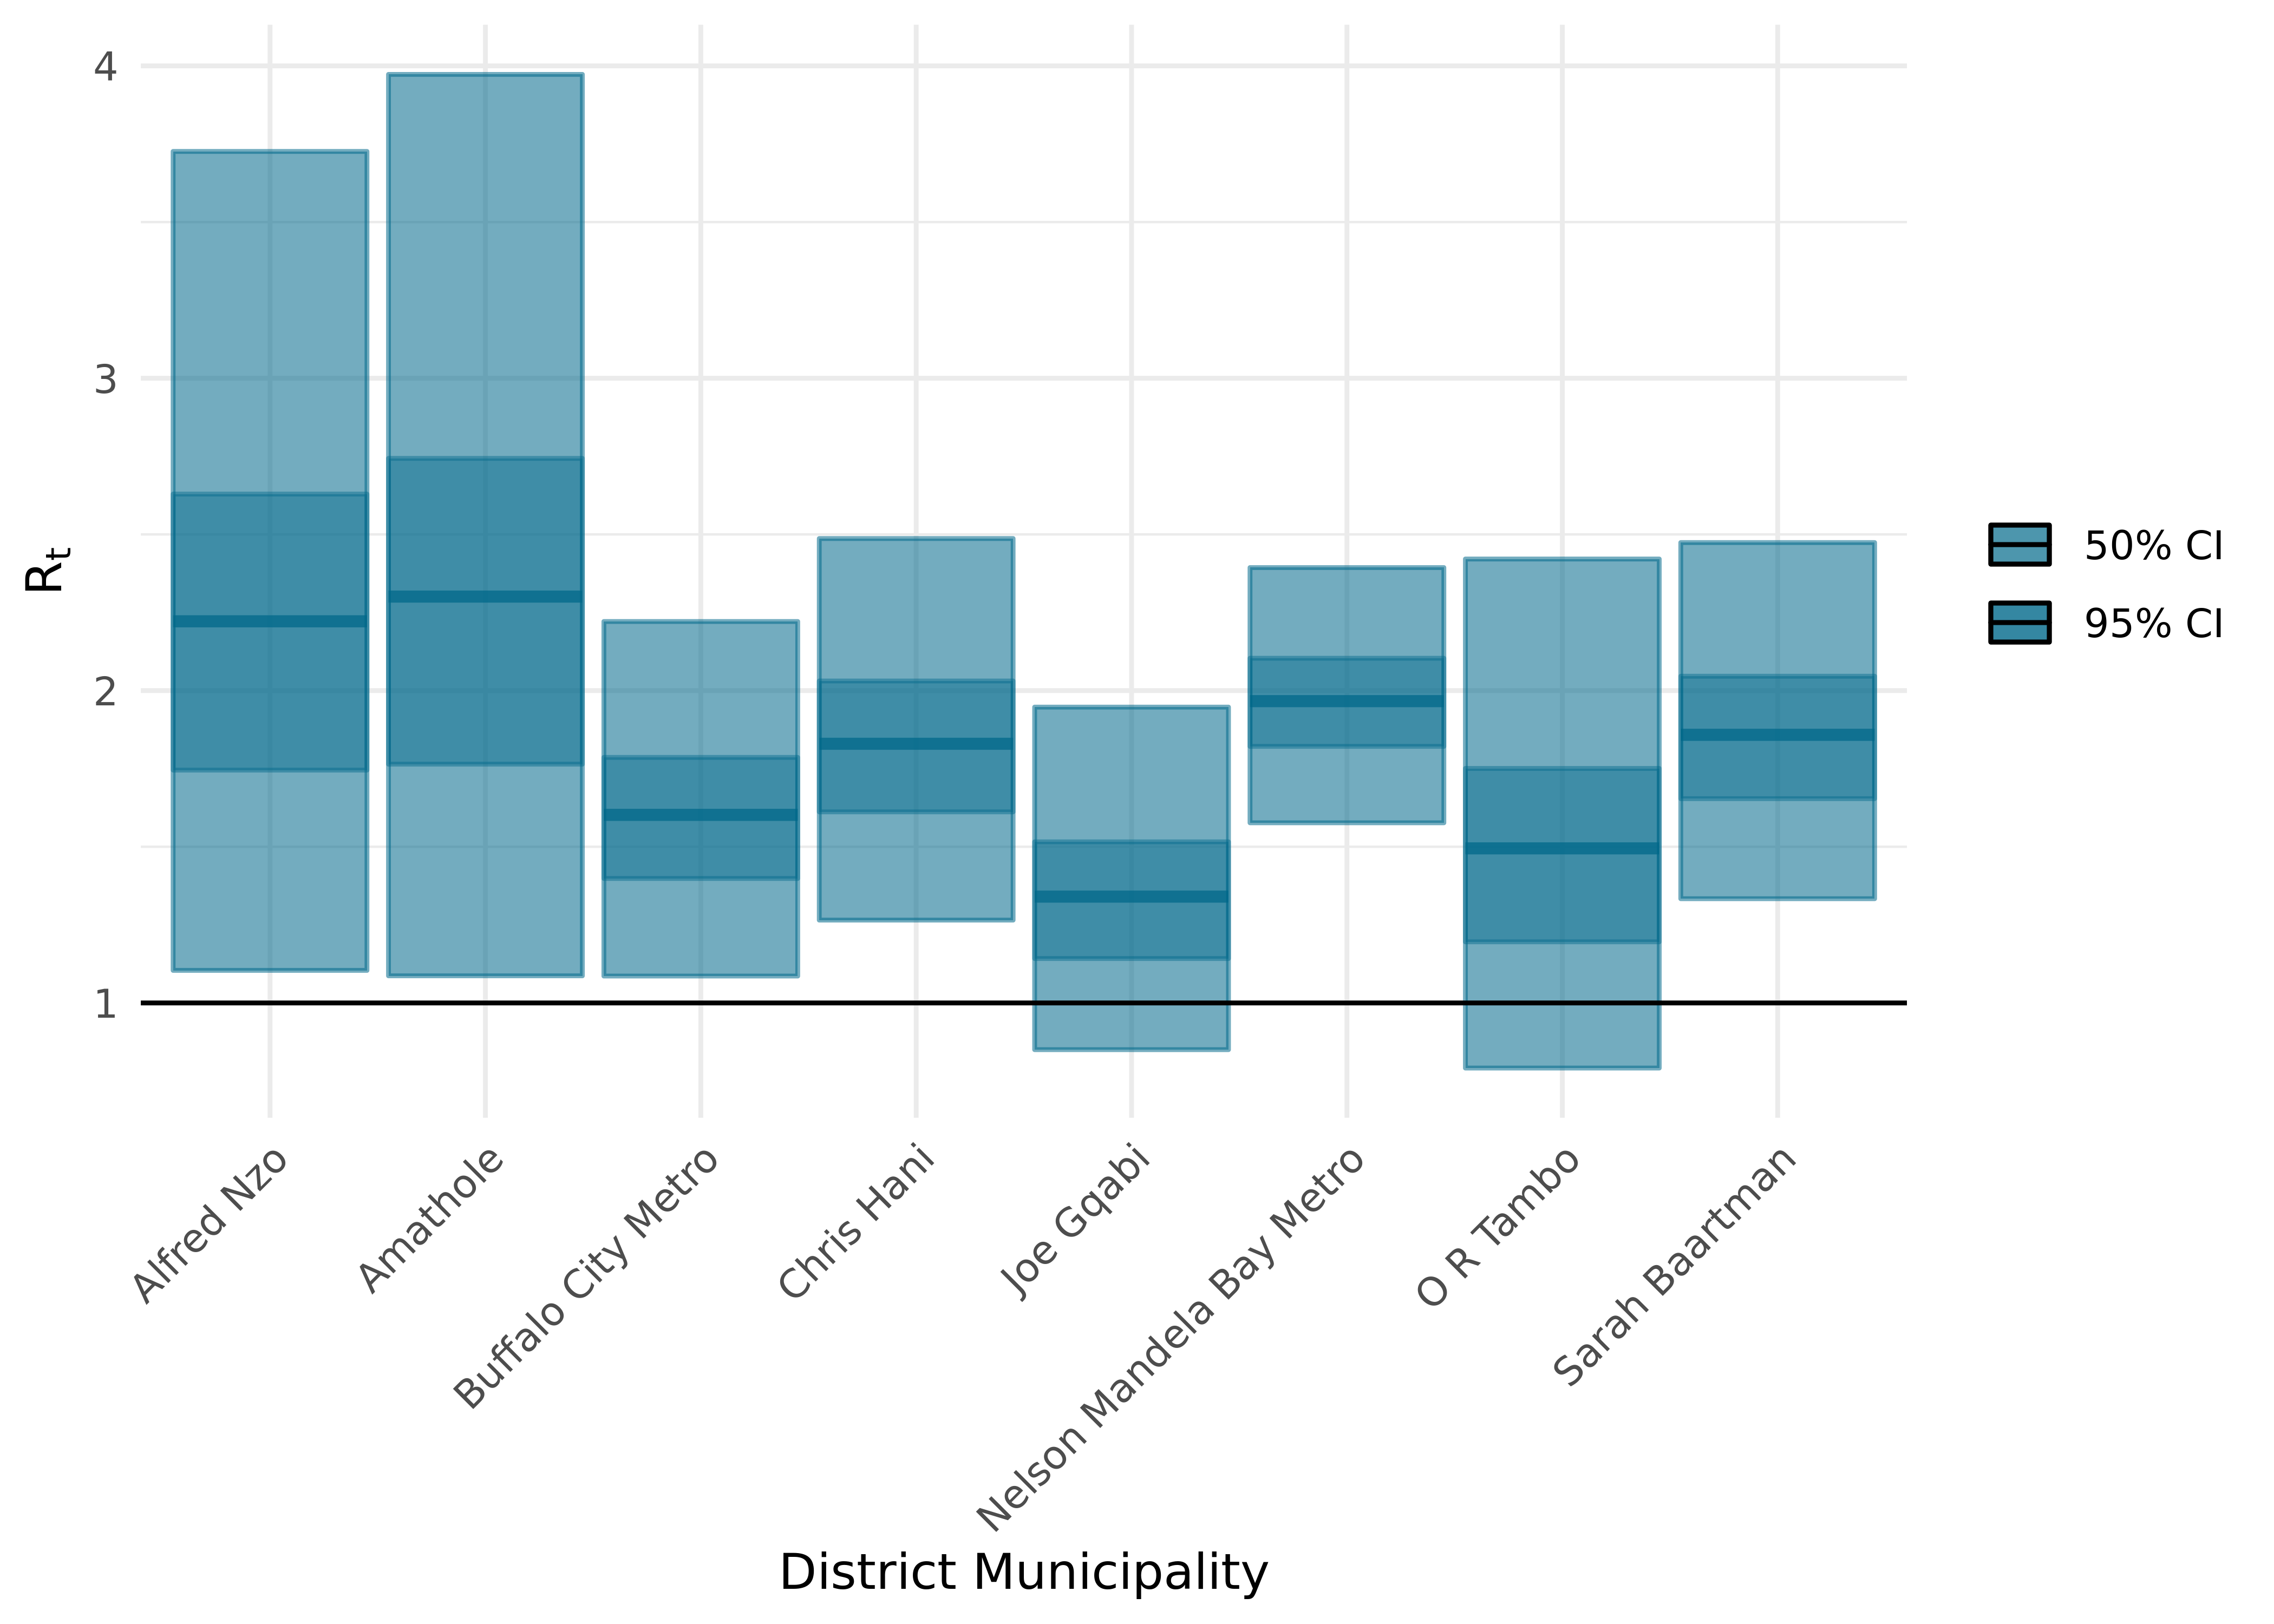 4
3
2
1
R
t
Alfred Nzo
Amathole
Buffalo City Metro
Chris Hani
Joe Gqabi
Nelson Mandela Bay Metro
O R Tambo
Sarah Baartman
District Municipality
50% CI
95% CI